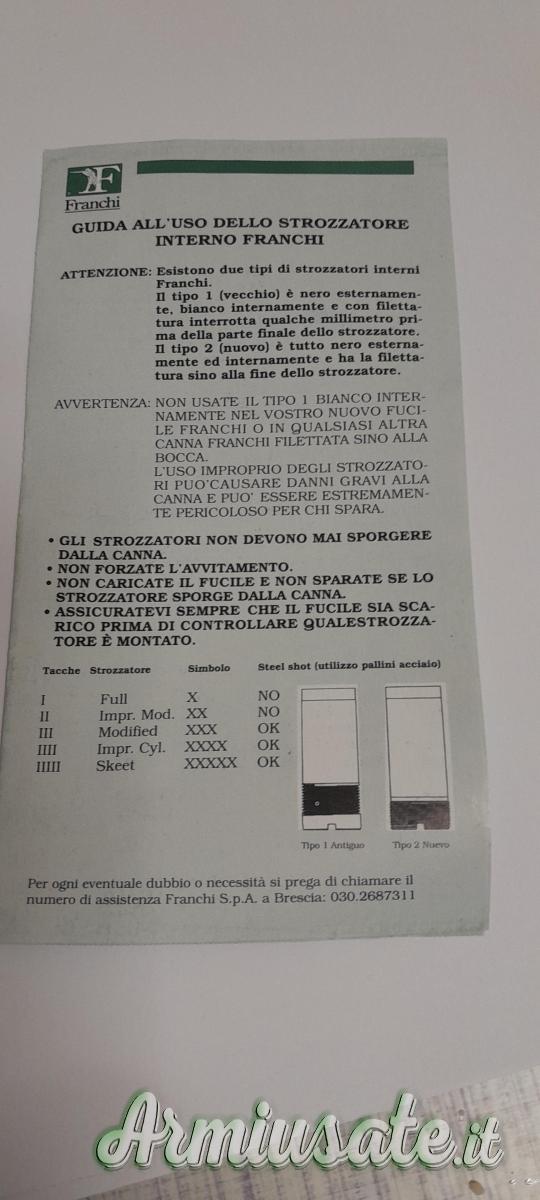 F
Franchi
GUIDA ALL'USO DELLO STROZZATORE
INTERNO FRANCHI
ATTENZIONE: Esistono due tipi di strozzatori interni
Franchi.
Il tipo 1 (vecchio) è nero esternamen-
te, bianco internamente e con filetta-
tura interrotta qualche millimetro pri-
ma della parte finale dello strozzatore.
Il tipo 2 (nuovo) è tutto nero esterna-
mente ed internamente e ha la filetta-
tura sino alla fine dello strozzatore.
AVVERTENZA: NON USATE IL TIPO 1 BIANCO INTER-
NAMENTE NEL VOSTRO NUOVO FUCI-
LE FRANCHI O IN QUALSIASI ALTRA
CANNA FRANCHI FILETTATA SINO ALLA
BOCCA.
L'USO IMPROPRIO DEGLI STROZZATO-
RI PUO'CAUSARE DANNI GRAVI ALLA
CANNA E PUO' ESSERE ESTREMAMEN-
TE PERICOLOSO PER CHI SPARA.
• GLI STROZZATORI NON DEVONO MAI SPORGERE
DALLA CANNA.
• NON FORZATE L'AVVITAMENTO.
• NON CARICATE IL FUCILE E NON SPARATE SE LO
STROZZATORE SPORGE DALLA CANNA.
• ASSICURATEVI SEMPRE CHE IL FUCILE SIA SCA-
RICO PRIMA DI CONTROLLARE QUALESTROZZA-
TORE È MONTATO.
Tacche Strozzatore Simbolo Steel shot (utilizo pallini acciaio)
I Full X NO
II Impr. Mod. XX NO
III Modified XXX OK
IIII Impr. Cyl. XXXX OK
IIIII Skeet XXXXX OK
Tipo 1 Antiguo Tipo 2 Nuevo
Per ogni eventuale dubbio o necessità si prega di chiamare il
numero di assistenza Franchi S.p.A. a Brescia: 030.2687311
Armiusate.it